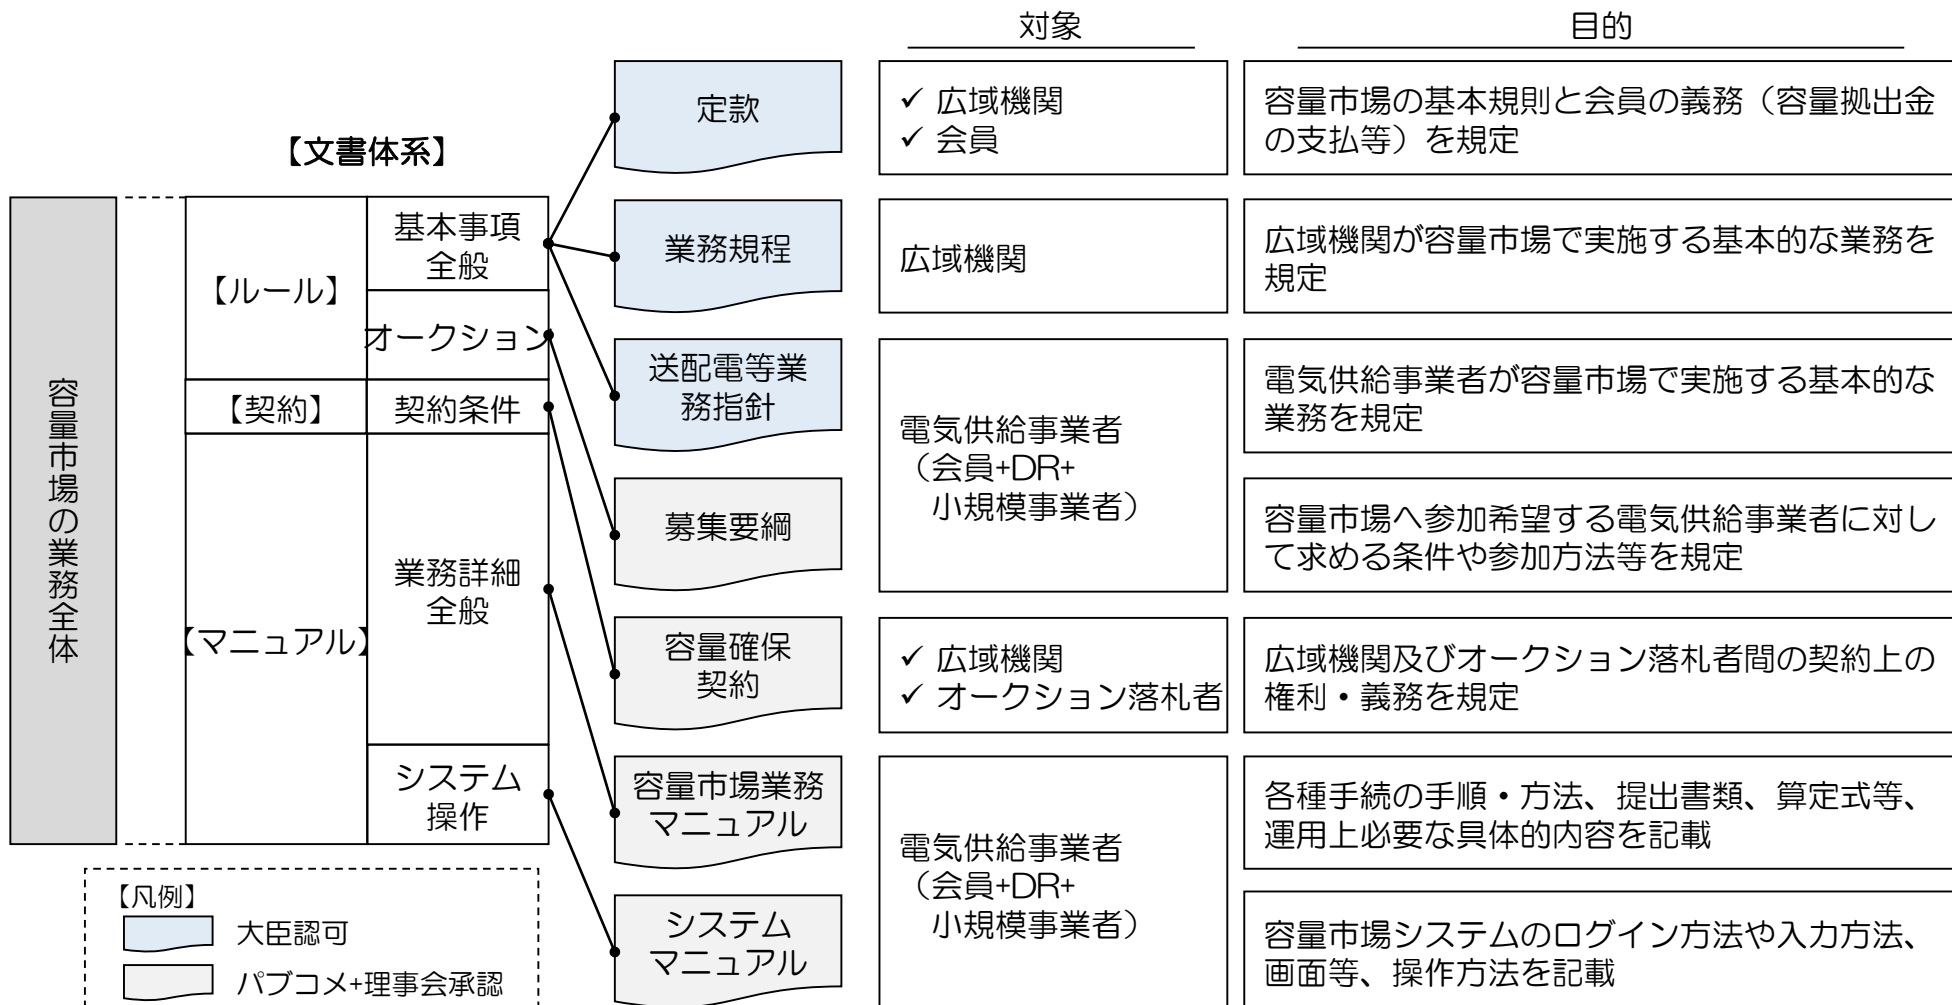 対象
目的
【文書体系】
容量市場の業務全体
【ルール】
基本事項
全般
オークション
【契約】
契約条件
【マニュアル】
業務詳細
全般
システム
操作
定款
✓ 広域機関
✓ 会員
容量市場の基本規則と会員の義務（容量拠出金
の支払等）を規定
業務規程
広域機関
広域機関が容量市場で実施する基本的な業務を
規定
送配電等業
務指針
電気供給事業者
（会員+DR+
小規模事業者）
電気供給事業者が容量市場で実施する基本的な
業務を規定
募集要綱
容量市場へ参加希望する電気供給事業者に対し
て求める条件や参加方法等を規定
容量確保
契約
✓ 広域機関
✓ オークション落札者
広域機関及びオークション落札者間の契約上の
権利・義務を規定
容量市場業務
マニュアル
電気供給事業者
（会員+DR+
小規模事業者）
各種手続の手順・方法、提出書類、算定式等、
運用上必要な具体的内容を記載
システム
マニュアル
容量市場システムのログイン方法や入力方法、
画面等、操作方法を記載
【凡例】
大臣認可
パブコメ+理事会承認